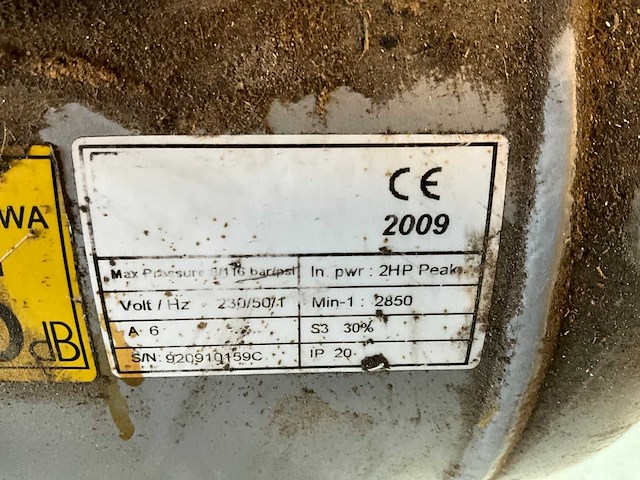 WA
dB
CE
2009
Max Pressure 8/116 bar/psi In. pwr : 2HP Peak
Volt / Hz 230/50/1 Min-1 : 2850
A 6 S3 30%
S/N: 920910159C IP 20